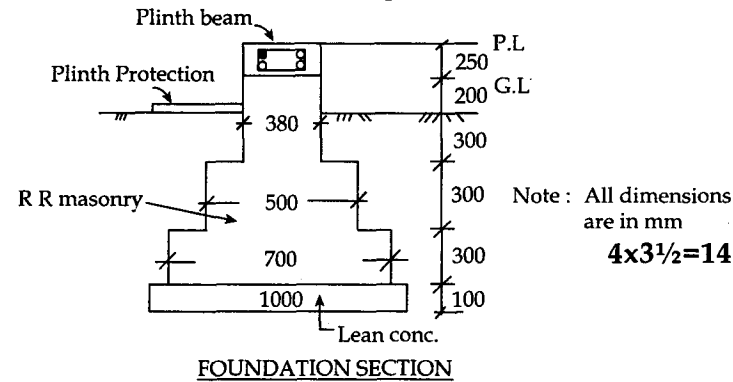 Plinth beam
P.L
250
Plinth Protection
200 G.L
380
300
R R masonry
500
300
Note : All dimensions
are in mm
4x3½=14
700
300
1000
100
Lean conc.
FOUNDATION SECTION